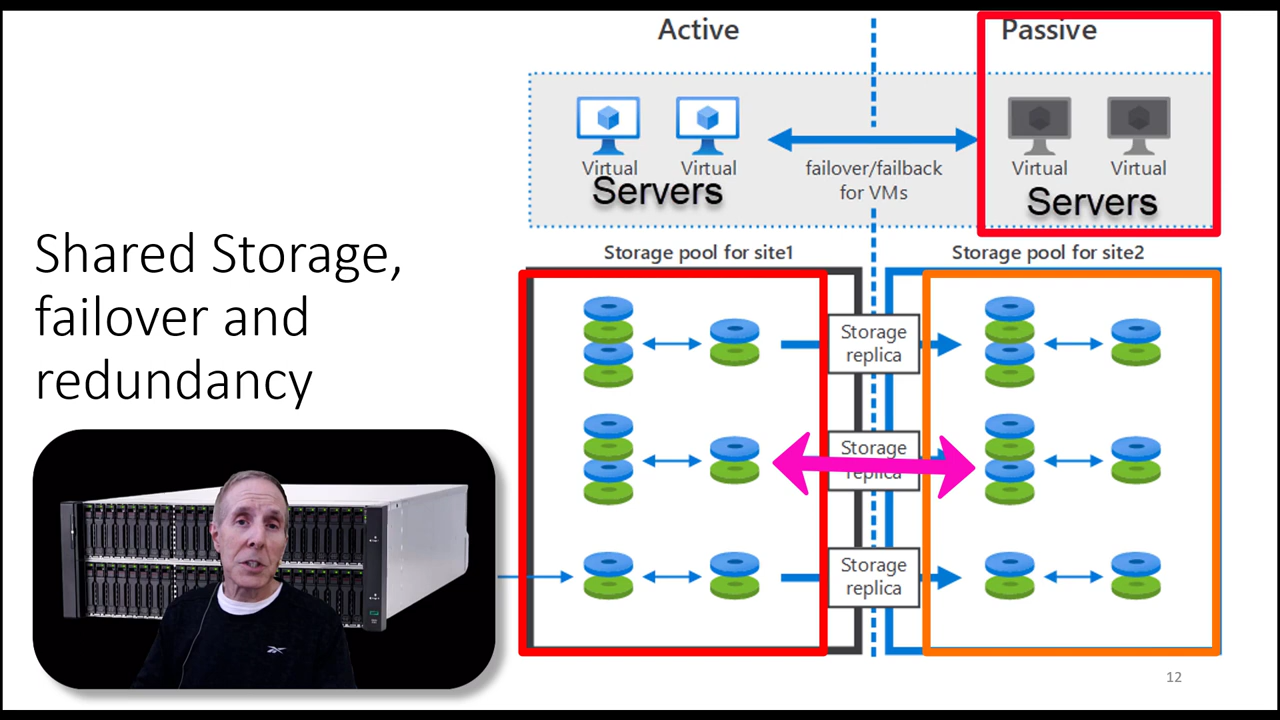 Active
Passive
Virtual
Virtual
Servers
failover/failback
for VMs
Virtual
Virtual
Servers
Shared Storage,
failover and
redundancy
Storage pool for site1
Storage pool for site2
Storage
replica
Storage
replica
Storage
replica
12